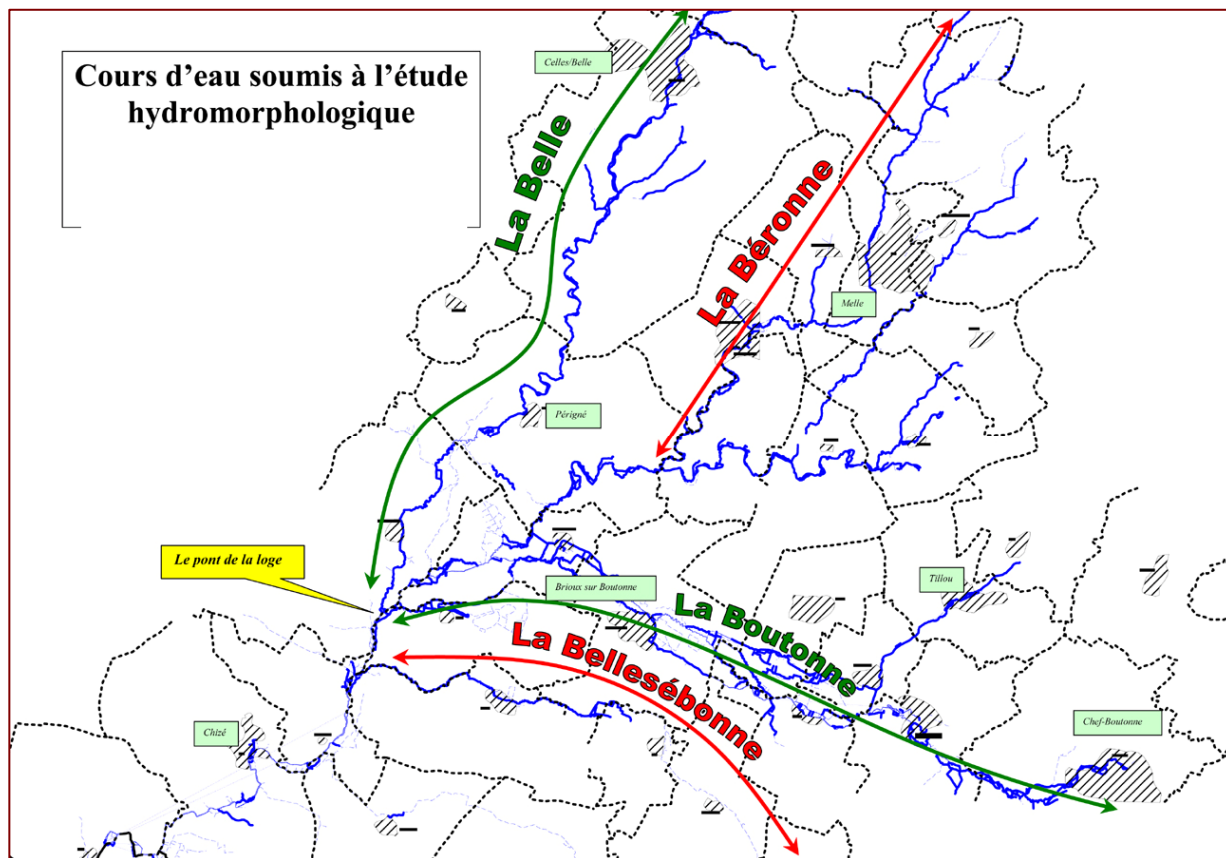 Cours d'eau soumis à l'étude
hydromorphologique
Celles/Belle
La Belle
La Béronne
Melle
Périgné
Le pont de la loge
Brioux sur Boutonne
Tillou
La Boutonne
La Bellesébonne
Chizé
Chef-Boutonne